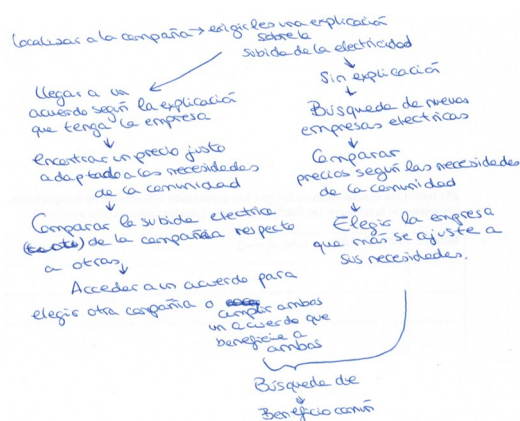 Localizar a la compañía → exigirles una explicación
sobre la
subida de la electricidad
Llegar a un
acuerdo según la explicación
que tenga la empresa
encontrar un precio justo
adaptado a las necesidades
de la comunidad
Comparar la subida electrica
de la compañía respecto
a otras
Acceder a un acuerdo para
elegir otra compañía o
cumplir ambas
un acuerdo que
beneficie a
ambas
Sin explicación
Búsqueda de nuevas
empresas electricas
Comparar
precios según las necesidades
de la comunidad
Elegir la empresa
que más se ajuste a
sus necesidades.
Búsqueda de
Beneficio común